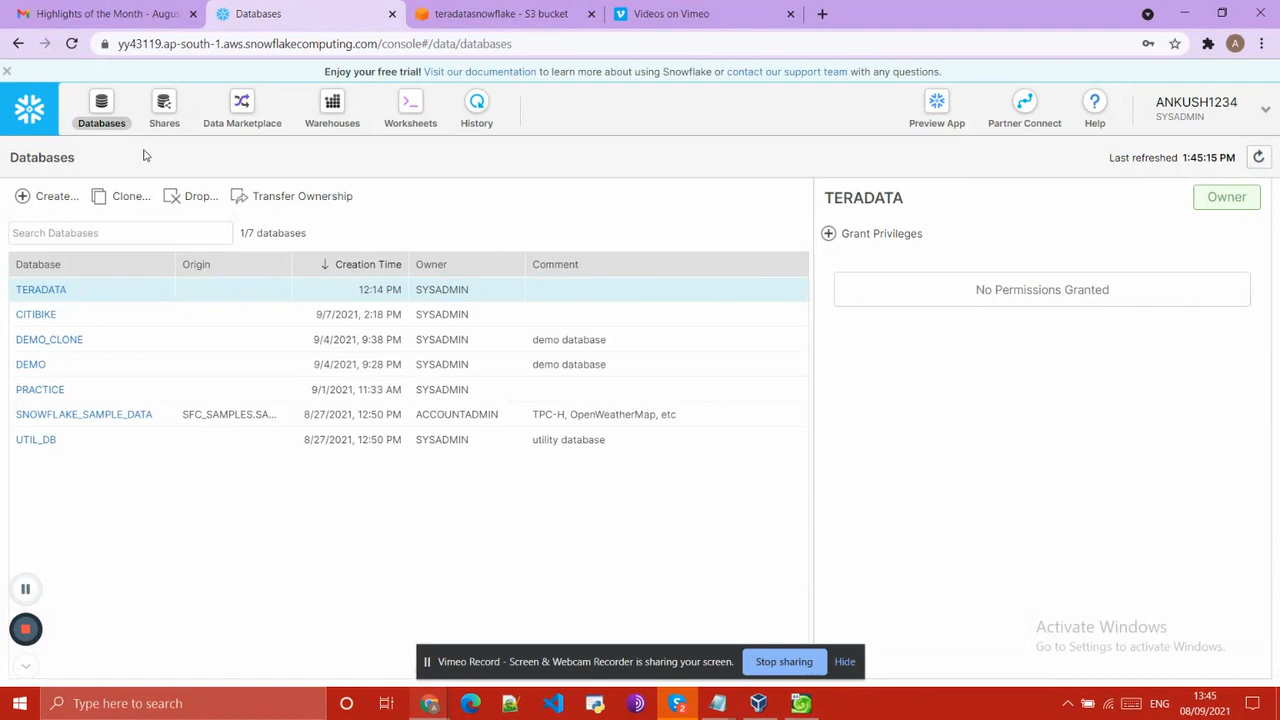 Highlights of the Month - Augus
Databases
teradatasnowflake - S3 bucket
Videos on Vimeo
yy43119.ap-south-1.aws.snowflakecomputing.com/console#/data/databases
A
Enjoy your free trial! Visit our documentation to learn more about using Snowflake or contact our support team with any questions.
Databases
Shares
Data Marketplace
Warehouses
Worksheets
History
Preview App
Partner Connect
Help
ANKUSH1234
SYSADMIN
Databases
Last refreshed 1:45:15 PM
Create... Clone... Drop... Transfer Ownership
Search Databases
1/7 databases
Database Origin Creation Time Owner Comment
TERADATA 12:14 PM SYSADMIN
CITIBIKE 9/7/2021, 2:18 PM SYSADMIN
DEMO_CLONE 9/4/2021, 9:38 PM SYSADMIN demo database
DEMO 9/4/2021, 9:28 PM SYSADMIN demo database
PRACTICE 9/1/2021, 11:33 AM SYSADMIN
SNOWFLAKE_SAMPLE_DATA SFC_SAMPLES.SA... 8/27/2021, 12:50 PM ACCOUNTADMIN TPC-H, OpenWeatherMap, etc
UTIL_DB 8/27/2021, 12:50 PM SYSADMIN utility database
TERADATA
Owner
Grant Privileges
No Permissions Granted
Activate Windows
Go to Settings to activate Windows.
Vimeo Record - Screen & Webcam Recorder is sharing your screen.
Stop sharing
Hide
Type here to search
ENG
13:45
08/09/2021